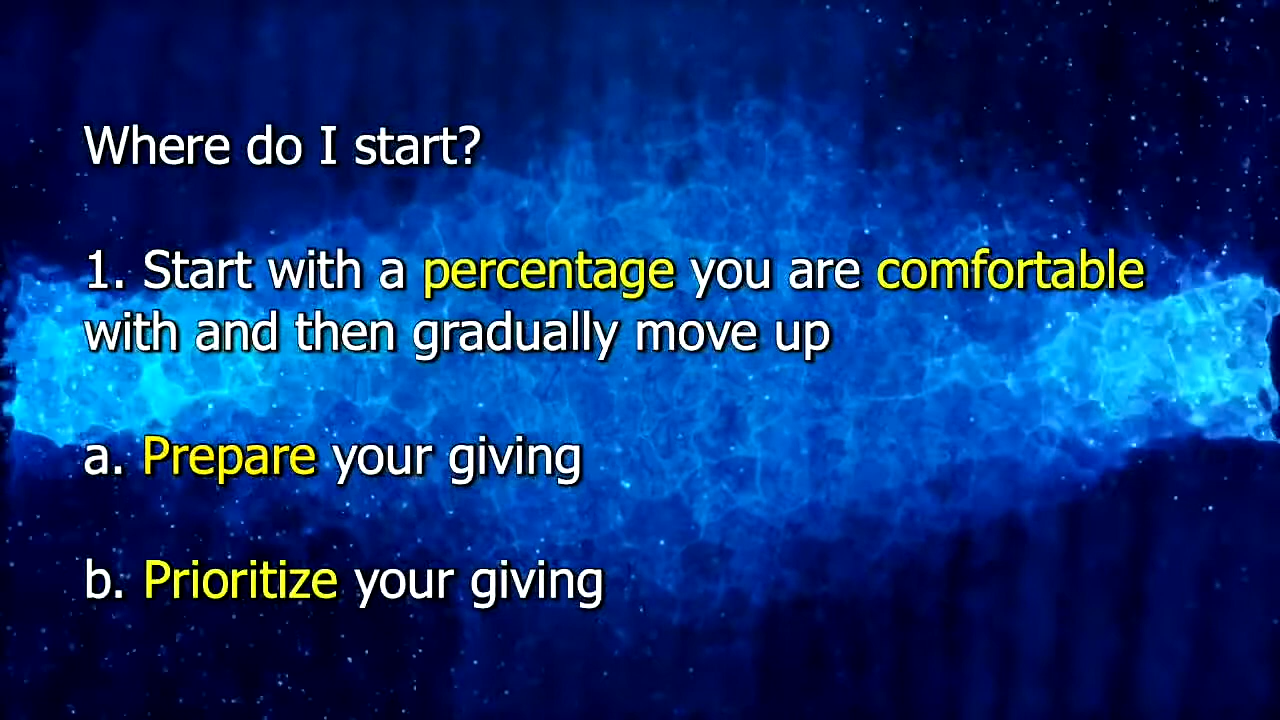 Where do I start?
1. Start with a percentage you are comfortable
with and then gradually move up
a. Prepare your giving
b. Prioritize your giving